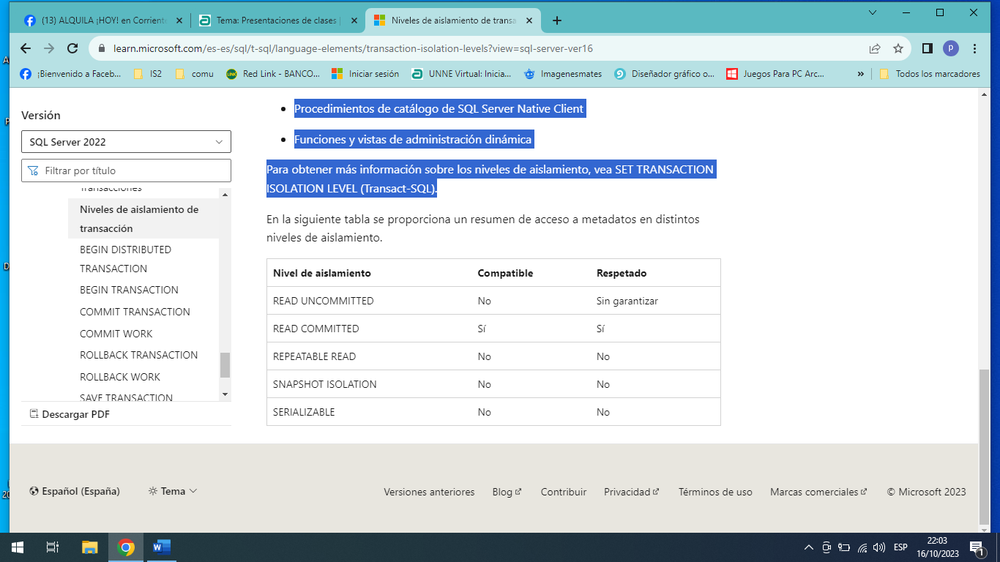 (13) ALQUILA ¡HOY! en Corriente
Tema: Presentaciones de clases |
Niveles de aislamiento de transa
learn.microsoft.com/es-es/sql/t-sql/language-elements/transaction-isolation-levels?view=sql-server-ver16
P
¡Bienvenido a Faceb...
IS2
comu
Red Link - BANCO...
Iniciar sesión
UNNE Virtual: Inicia...
Imagenesmates
Diseñador gráfico o...
Juegos Para PC Arc...
»
Todos los marcadores
Versión
SQL Server 2022
Filtrar por título
Transacciones
Niveles de aislamiento de
transacción
BEGIN DISTRIBUTED
TRANSACTION
BEGIN TRANSACTION
COMMIT TRANSACTION
COMMIT WORK
ROLLBACK TRANSACTION
ROLLBACK WORK
SAVE TRANSACTION
Descargar PDF
• Procedimientos de catálogo de SQL Server Native Client
• Funciones y vistas de administración dinámica
Para obtener más información sobre los niveles de aislamiento, vea SET TRANSACTION
ISOLATION LEVEL (Transact-SQL).
En la siguiente tabla se proporciona un resumen de acceso a metadatos en distintos
niveles de aislamiento.
Nivel de aislamiento Compatible Respetado
READ UNCOMMITTED No Sin garantizar
READ COMMITTED Sí Sí
REPEATABLE READ No No
SNAPSHOT ISOLATION No No
SERIALIZABLE No No
Español (España)
Tema
Versiones anteriores
Blog
Contribuir
Privacidad
Términos de uso
Marcas comerciales
© Microsoft 2023
ESP
22:03
16/10/2023
1